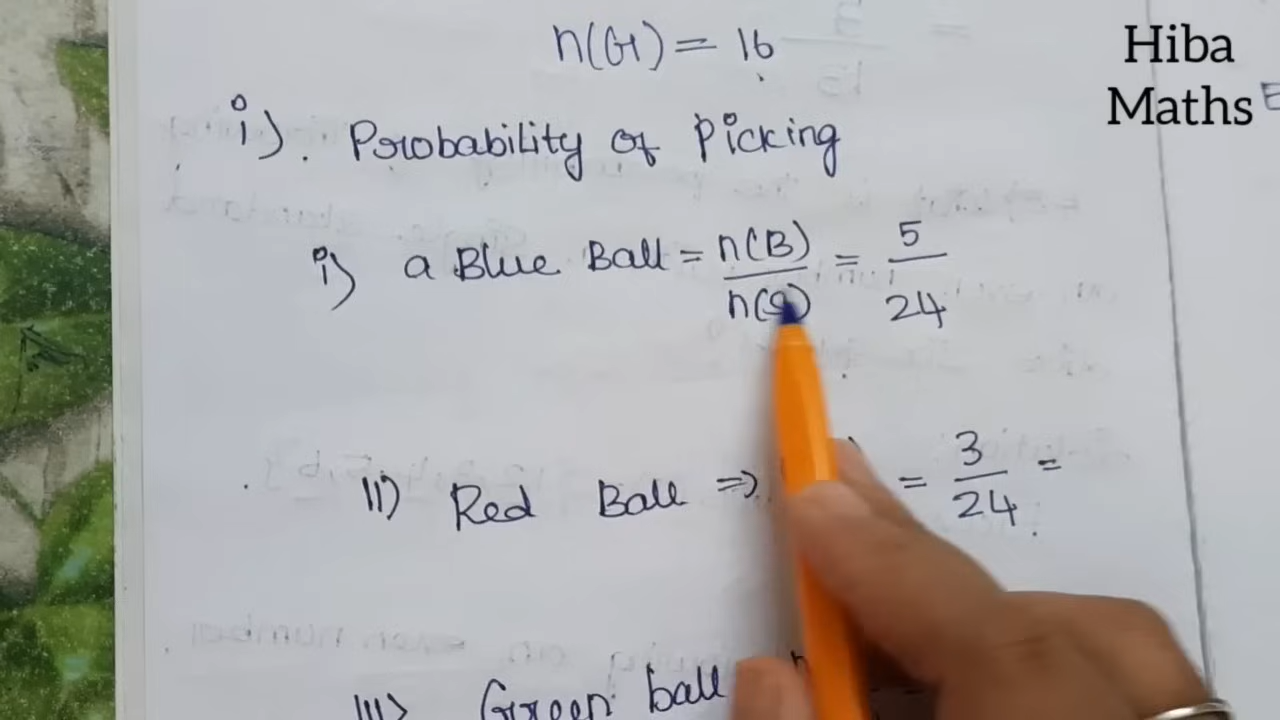 n(G) = 16
Hiba
Maths
i). Probability of Picking
i) a Blue Ball = n(B)/n(S) = 5/24
ii) Red Ball ⇒ = 3/24 =
iii) Green ball